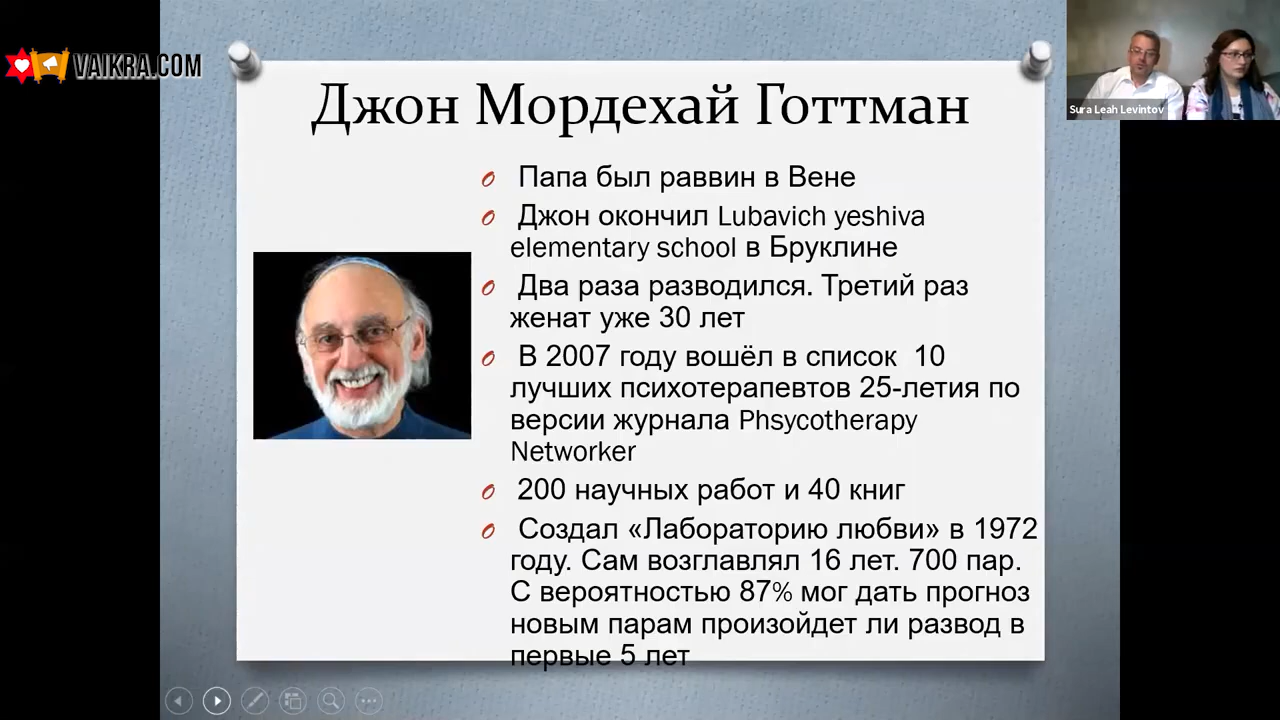 VAIKRA.COM
Sura Leah Levintov
Джон Мордехай Готтман
Папа был раввин в Вене
Джон окончил Lubavich yeshiva
elementary school в Бруклине
Два раза разводился. Третий раз
женат уже 30 лет
В 2007 году вошёл в список 10
лучших психотерапевтов 25-летия по
версии журнала Phsycotherapy
Networker
200 научных работ и 40 книг
Создал «Лабораторию любви» в 1972
году. Сам возглавлял 16 лет. 700 пар.
С вероятностью 87% мог дать прогноз
новым парам произойдет ли развод в
первые 5 лет